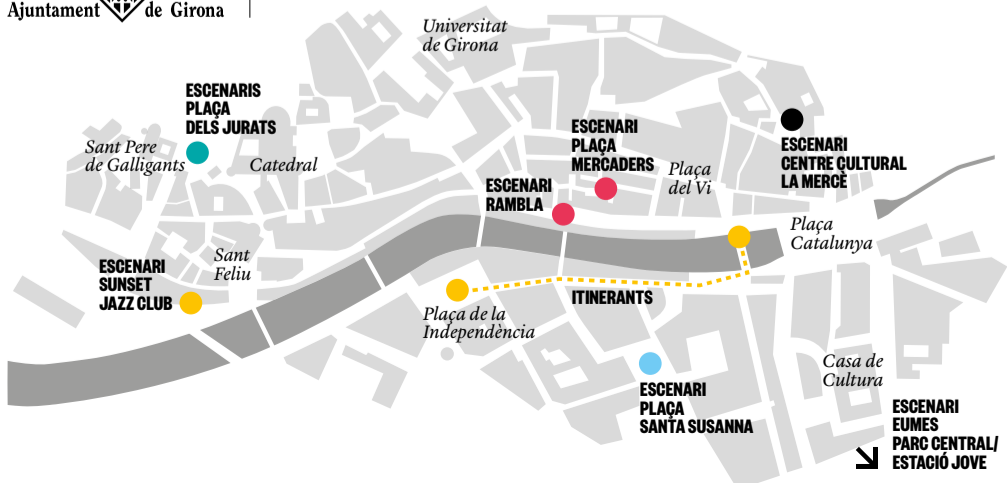 Ajuntament de Girona
Universitat
de Girona
ESCENARIS
PLAÇA
DELS JURATS
Sant Pere
de Galligants
Catedral
ESCENARI
PLAÇA
MERCADERS
ESCENARI
RAMBLA
Plaça
del Vi
ESCENARI
CENTRE CULTURAL
LA MERCÈ
Plaça
Catalunya
Sant
Feliu
ESCENARI
SUNSET
JAZZ CLUB
ITINERANTS
Plaça de la
Independència
Casa de
Cultura
ESCENARI
PLAÇA
SANTA SUSANNA
ESCENARI
EUMES
PARC CENTRAL/
ESTACIÓ JOVE